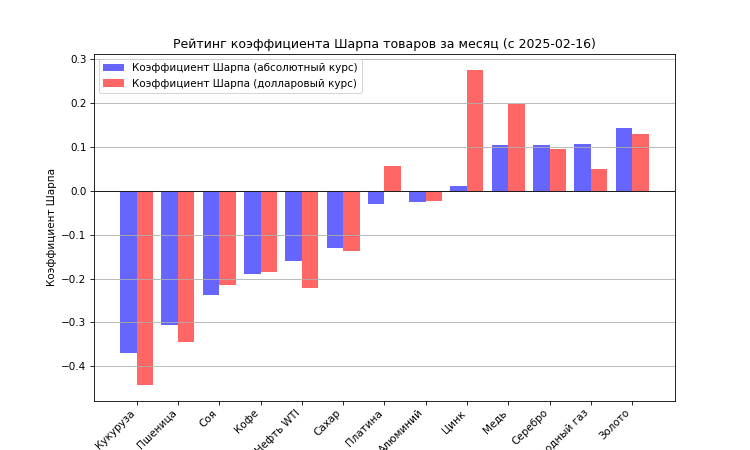 Рейтинг коэффициента Шарпа товаров за месяц (с 2025-02-16)
Коэффициент Шарпа (абсолютный курс)
Коэффициент Шарпа (долларовый курс)
Коэффициент Шарпа
0.3
0.2
0.1
0.0
−0.1
−0.2
−0.3
−0.4
Кукуруза
Пшеница
Соя
Кофе
Нефть WTI
Сахар
Платина
Алюминий
Цинк
Медь
Серебро
газ
Золото